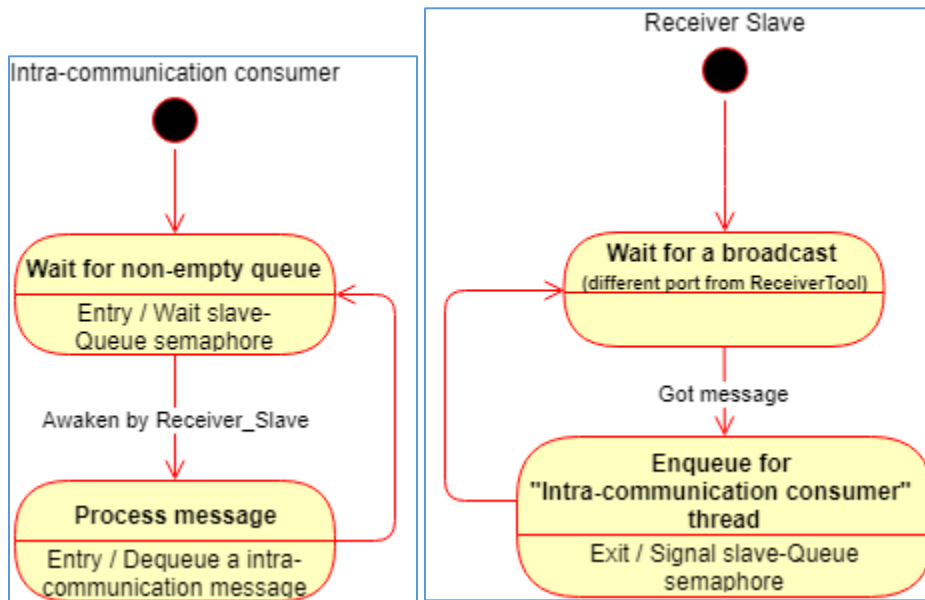 Intra-communication consumer
Wait for non-empty queue
Entry / Wait slave-
Queue semaphore
Awaken by Receiver_Slave
Process message
Entry / Dequeue a intra-
communication message
Receiver Slave
Wait for a broadcast
(different port from ReceiverTool)
Got message
Enqueue for
"Intra-communication consumer"
thread
Exit / Signal slave-Queue
semaphore